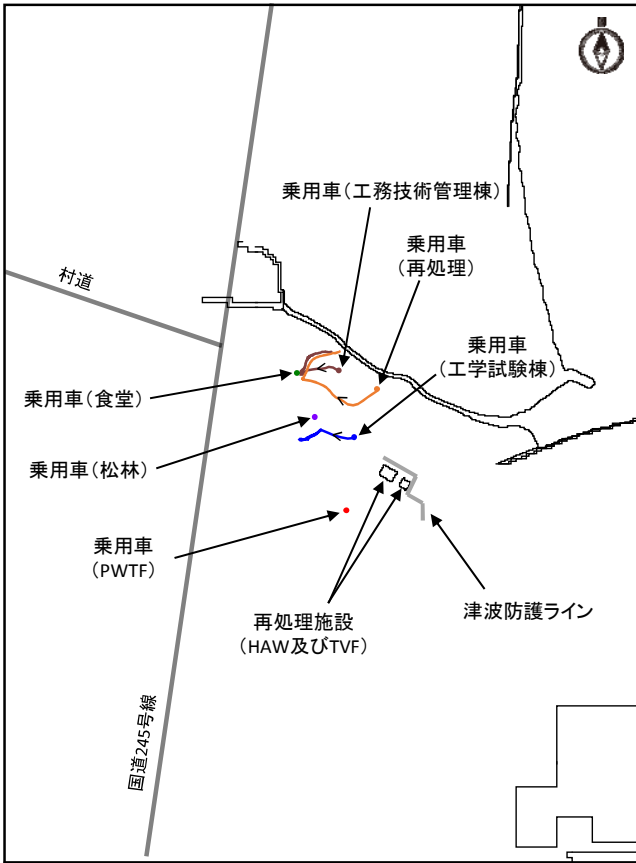 乗用車(工務技術管理棟)
乗用車
(再処理)
村道
乗用車
(工学試験棟)
乗用車(食堂)
乗用車(松林)
乗用車
(PWTF)
津波防護ライン
再処理施設
(HAW及びTVF)
国道245号線